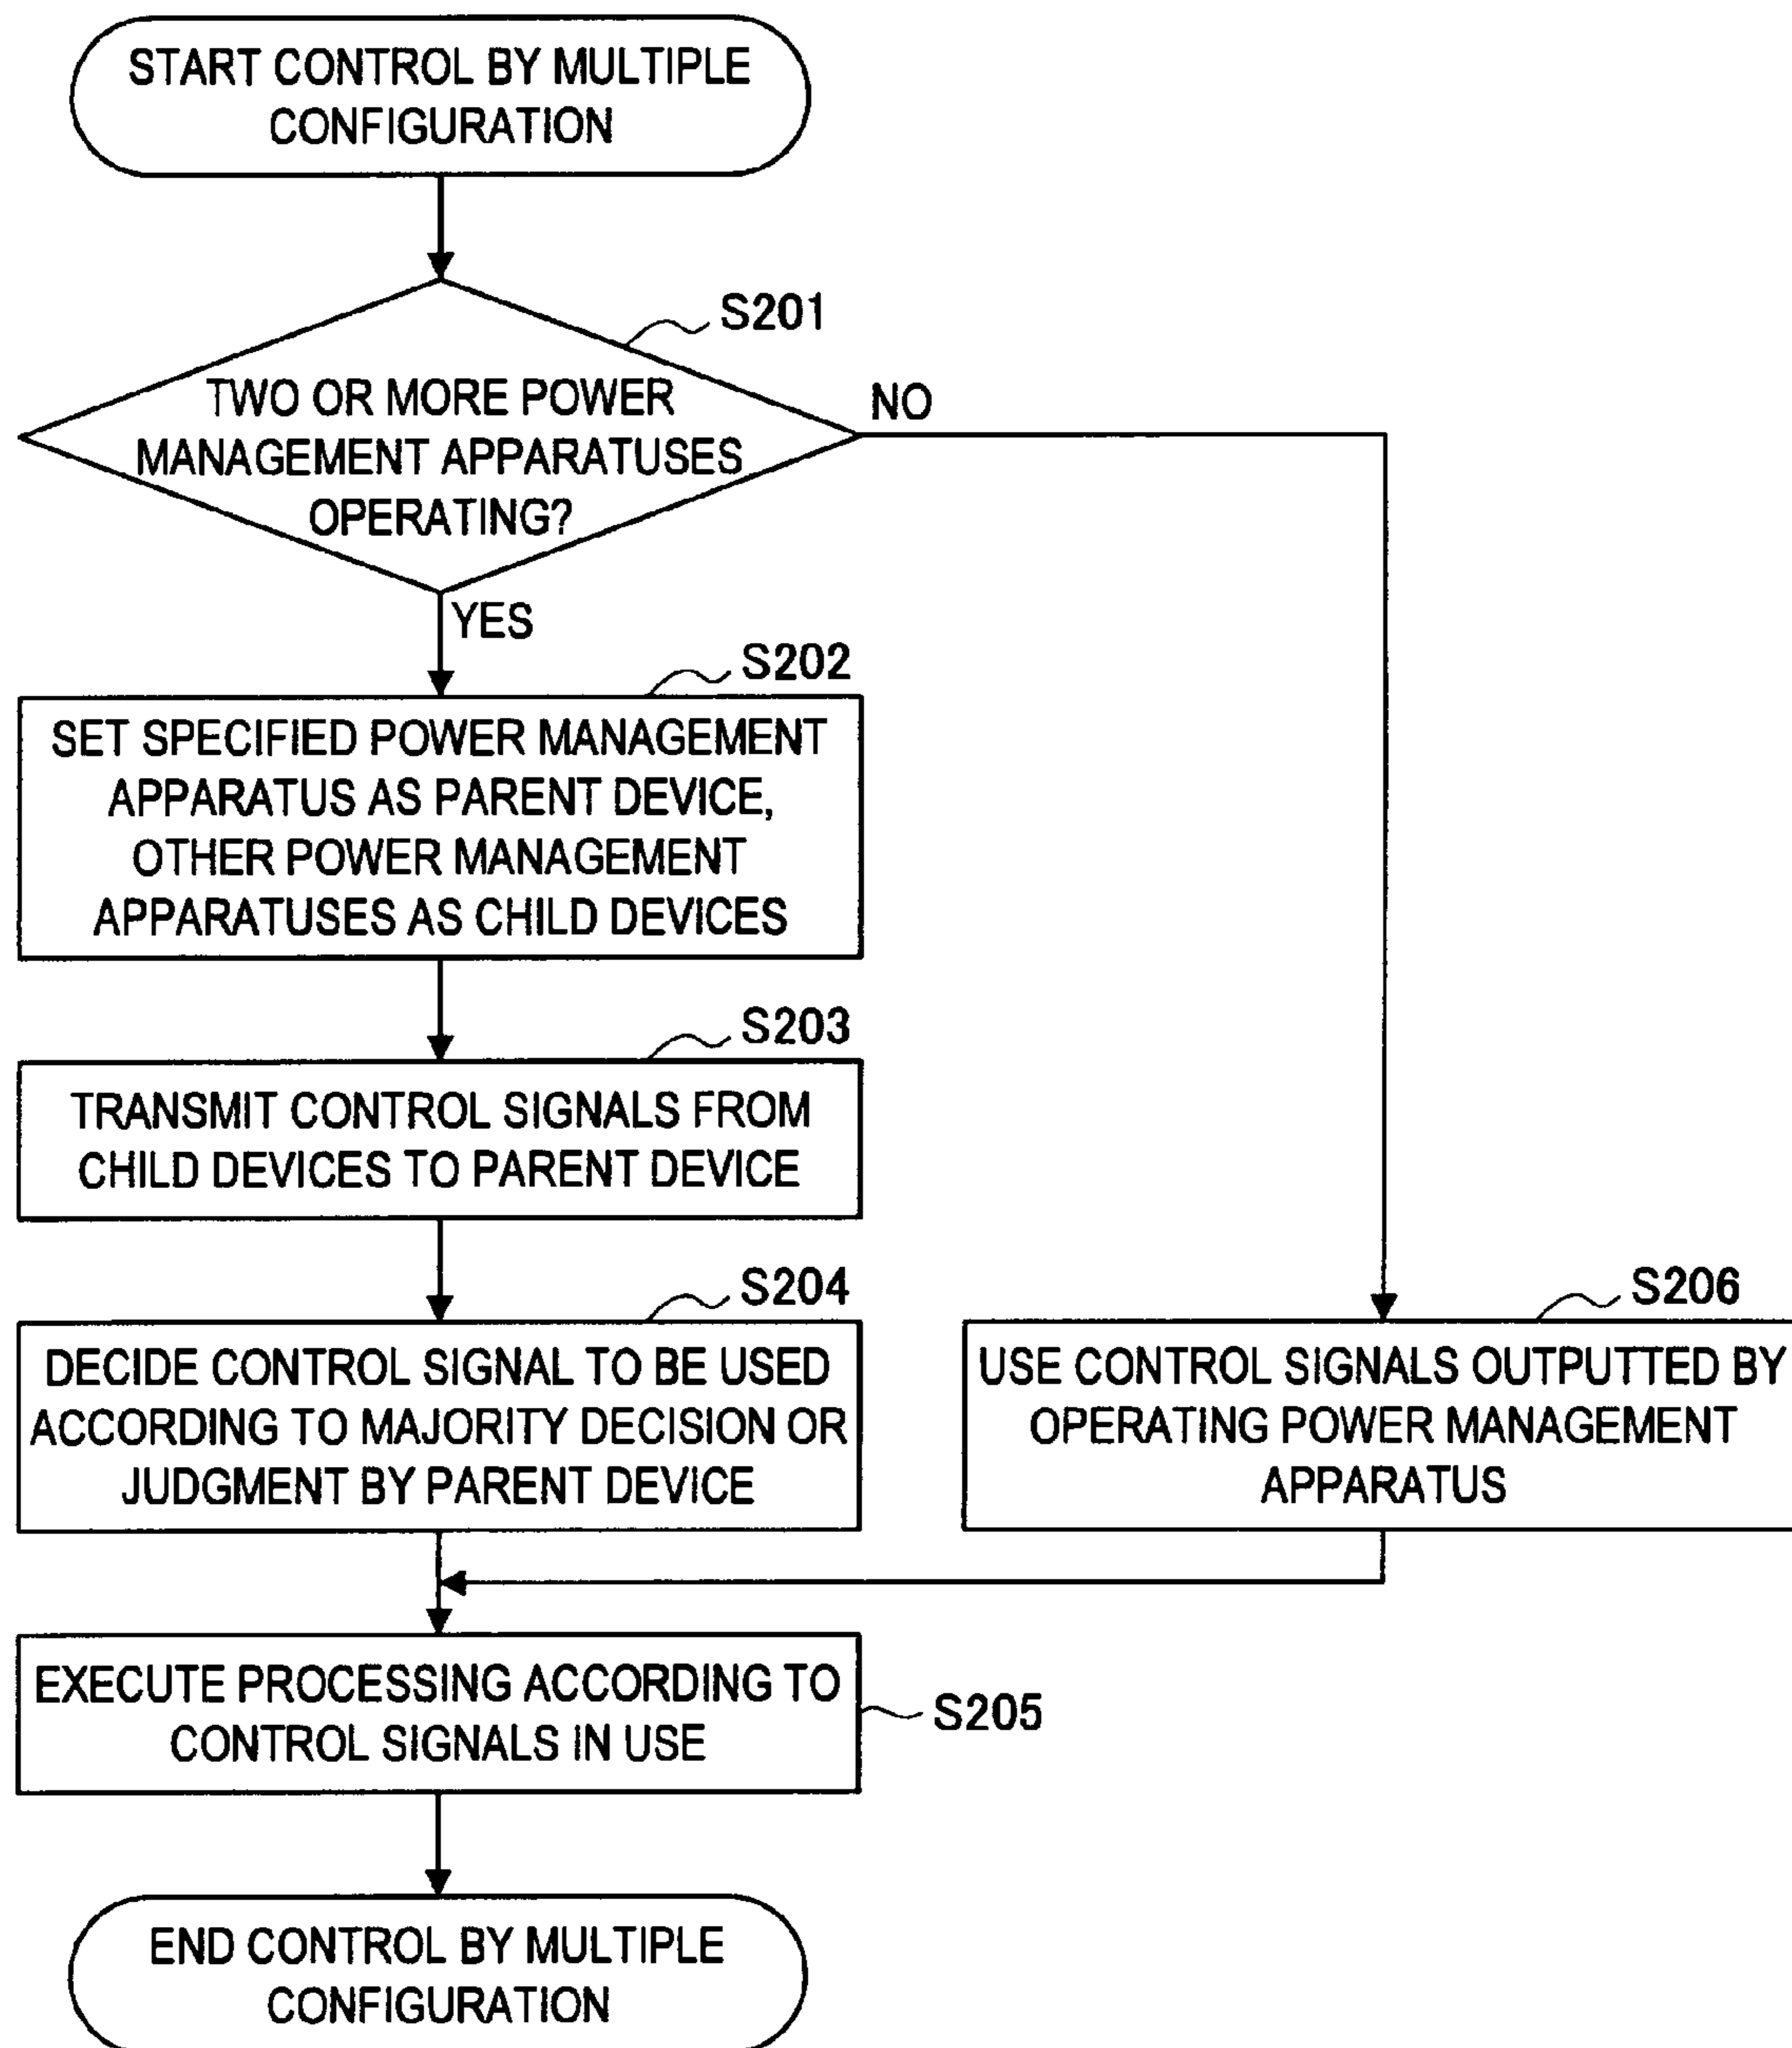 START CONTROL BY MULTIPLE
CONFIGURATION
S201
TWO OR MORE POWER
MANAGEMENT APPARATUSES
OPERATING?
NO
YES
S202
SET SPECIFIED POWER MANAGEMENT
APPARATUS AS PARENT DEVICE,
OTHER POWER MANAGEMENT
APPARATUSES AS CHILD DEVICES
S203
TRANSMIT CONTROL SIGNALS FROM
CHILD DEVICES TO PARENT DEVICE
S204
DECIDE CONTROL SIGNAL TO BE USED
ACCORDING TO MAJORITY DECISION OR
JUDGMENT BY PARENT DEVICE
S206
USE CONTROL SIGNALS OUTPUTTED BY
OPERATING POWER MANAGEMENT
APPARATUS
EXECUTE PROCESSING ACCORDING TO
CONTROL SIGNALS IN USE
S205
END CONTROL BY MULTIPLE
CONFIGURATION